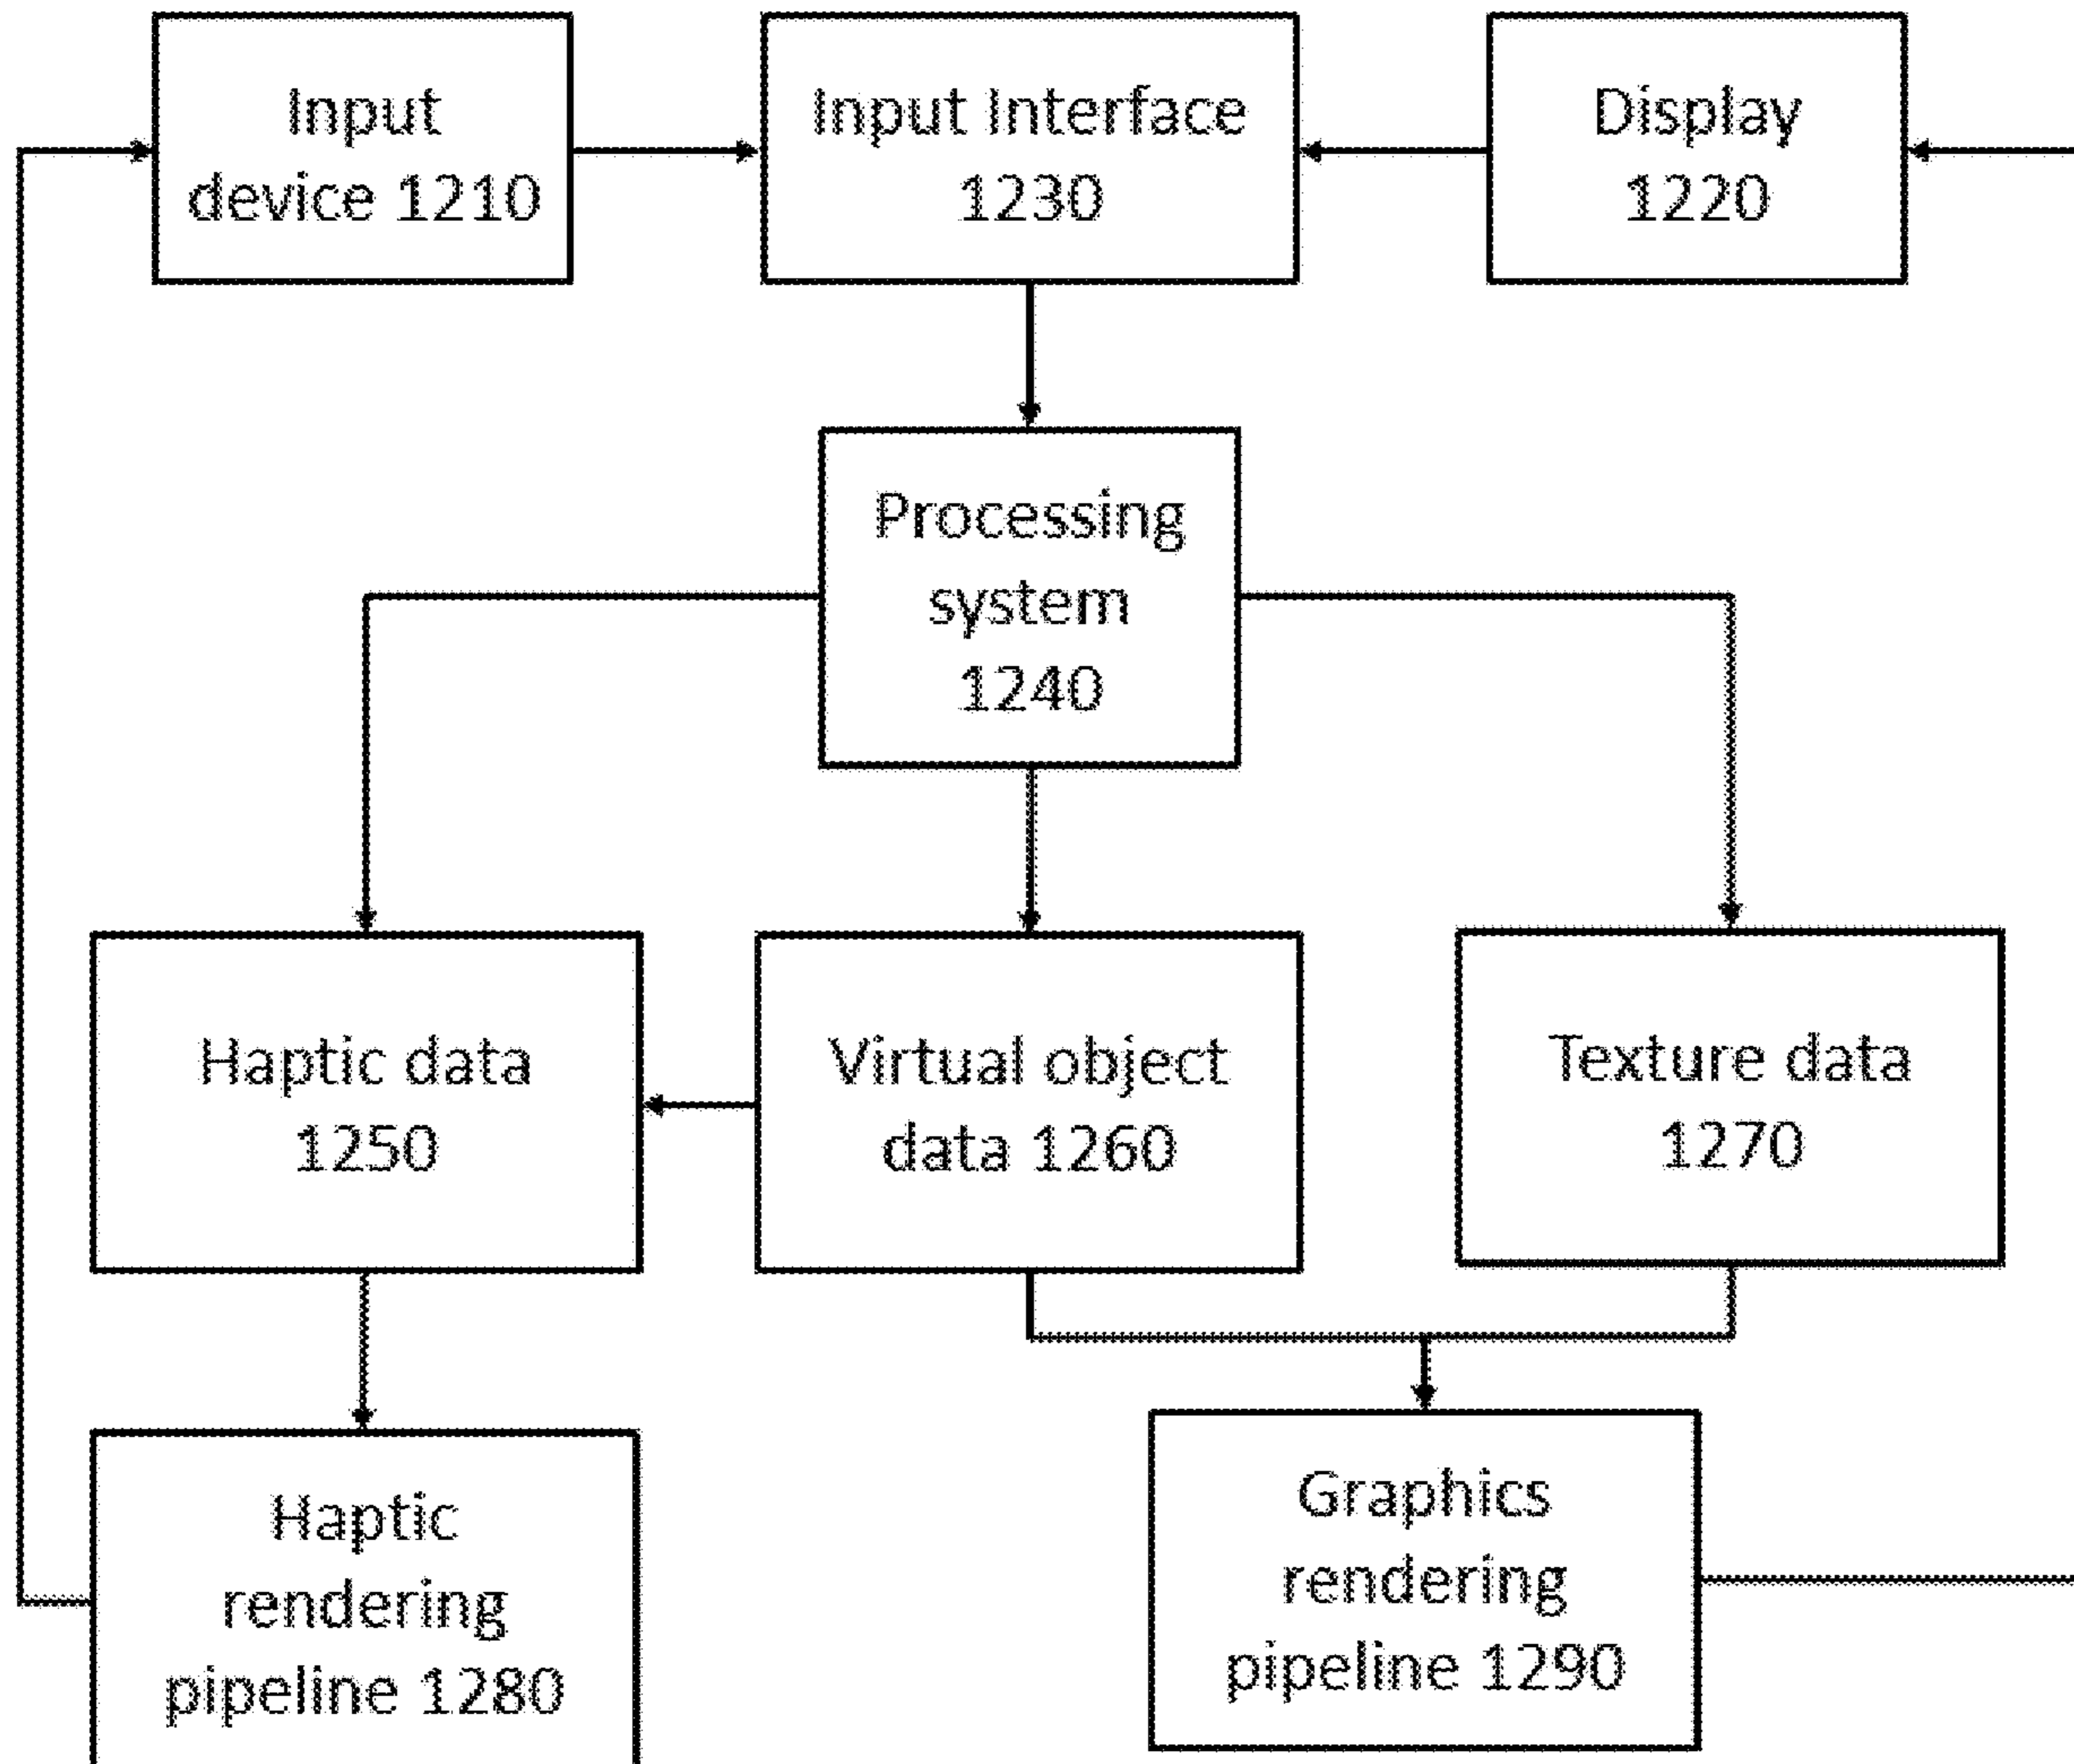 Input
device 1210
Input Interface
1230
Display
1220
Processing
system
1240
Haptic data
1250
Virtual object
data 1260
Texture data
1270
Haptic
rendering
pipeline 1280
Graphics
rendering
pipeline 1290